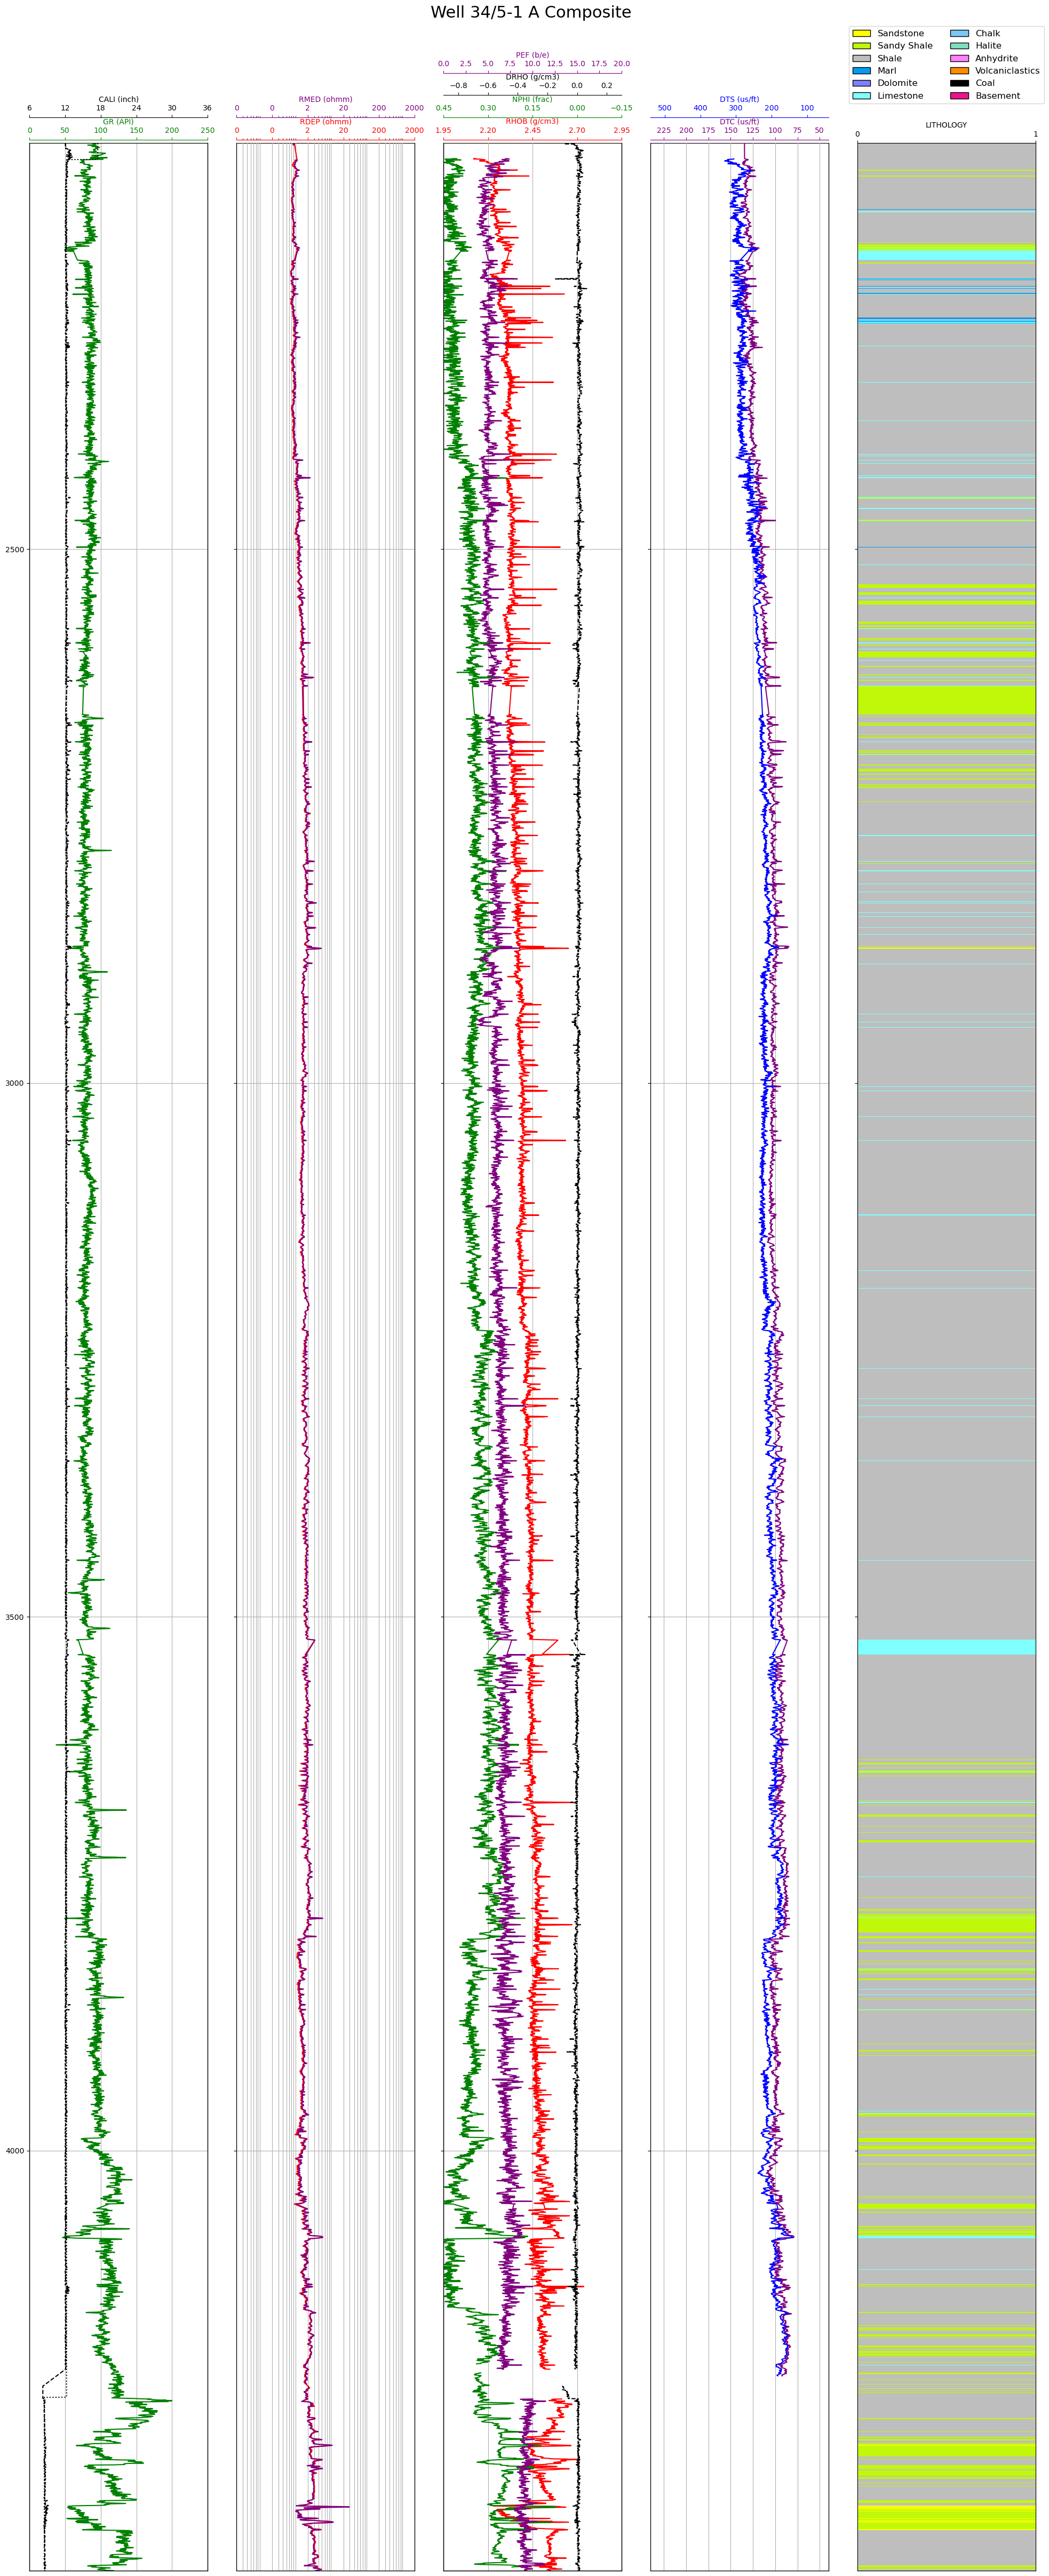 Well 34/5-1 A Composite
Sandstone Chalk
Sandy Shale Halite
Shale Anhydrite
Marl Volcaniclastics
Dolomite Coal
Limestone Basement
PEF (b/e)
0.0 2.5 5.0 7.5 10.0 12.5 15.0 17.5 20.0
DRHO (g/cm3)
−0.8 −0.6 −0.4 −0.2 0.0 0.2
CALI (inch) RMED (ohmm) NPHI (frac) DTS (us/ft)
6 12 18 24 30 36 0 0 2 20 200 2000 0.45 0.30 0.15 0.00 −0.15 500 400 300 200 100
GR (API) RDEP (ohmm) RHOB (g/cm3) DTC (us/ft) LITHOLOGY
0 50 100 150 200 250 0 0 2 20 200 2000 1.95 2.20 2.45 2.70 2.95 225 200 175 150 125 100 75 50 0 1
2500
3000
3500
4000